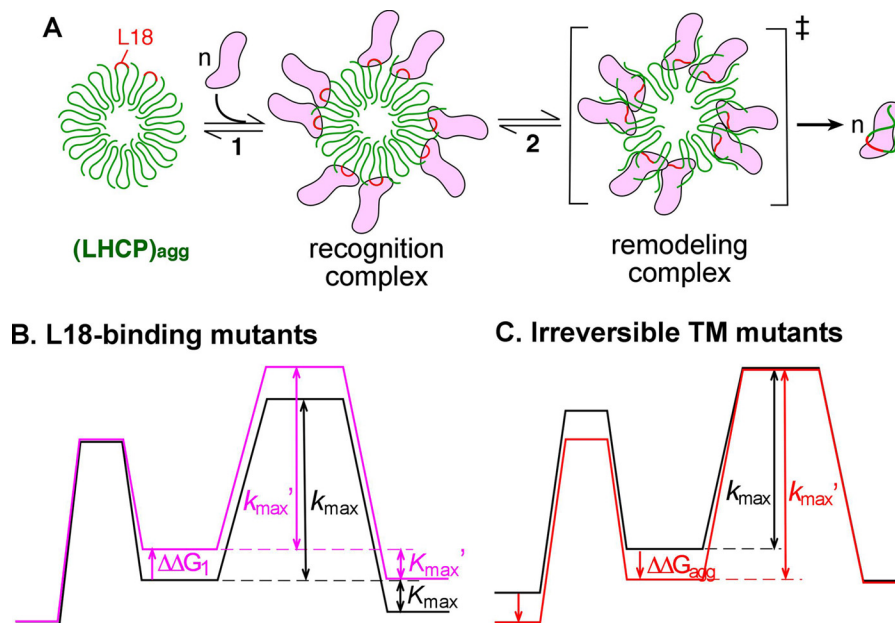 A
L18
n
‡
1
2
n
(LHCP)agg
recognition
complex
remodeling
complex
B. L18-binding mutants
C. Irreversible TM mutants
kmax'
kmax
ΔΔG1
Kmax'
Kmax
kmax
kmax'
ΔΔGagg